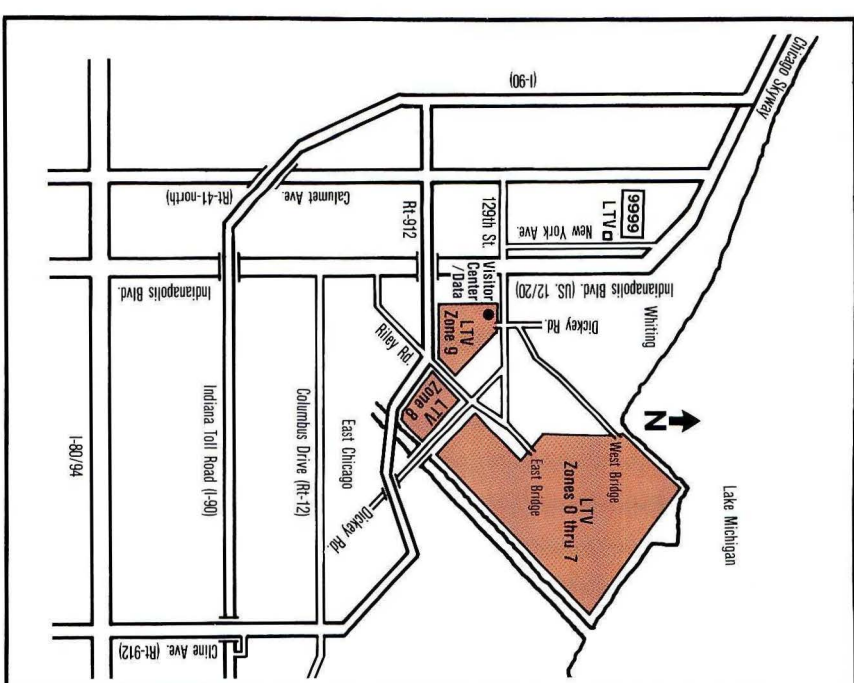 Chicago Skyway
(I-90)
9999
LTV
New York Ave.
129th St.
Calumet Ave. (Rt-41-north)
Rt-912
Whiting
Indianapolis Blvd. (US. 12/20)
Visitor
Center
/Data
Indianapolis Blvd.
Dickey Rd.
LTV
Zone 9
Riley Rd.
LTV
Zone 8
N
Lake Michigan
West Bridge
LTV
Zones 0 thru 7
East Bridge
Dickey Rd.
East Chicago
Columbus Drive (Rt-12)
Indiana Toll Road (I-90)
I-80/94
Cline Ave. (Rt-912)